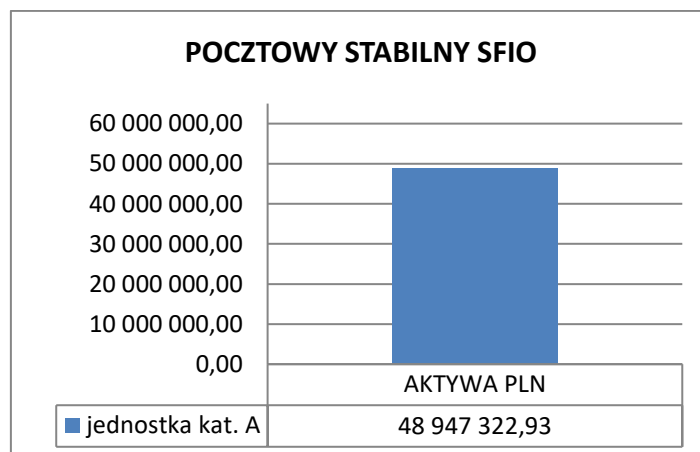 POCZTOWY STABILNY SFIO
60 000 000,00
50 000 000,00
40 000 000,00
30 000 000,00
20 000 000,00
10 000 000,00
0,00
AKTYWA PLN
jednostka kat. A 48 947 322,93